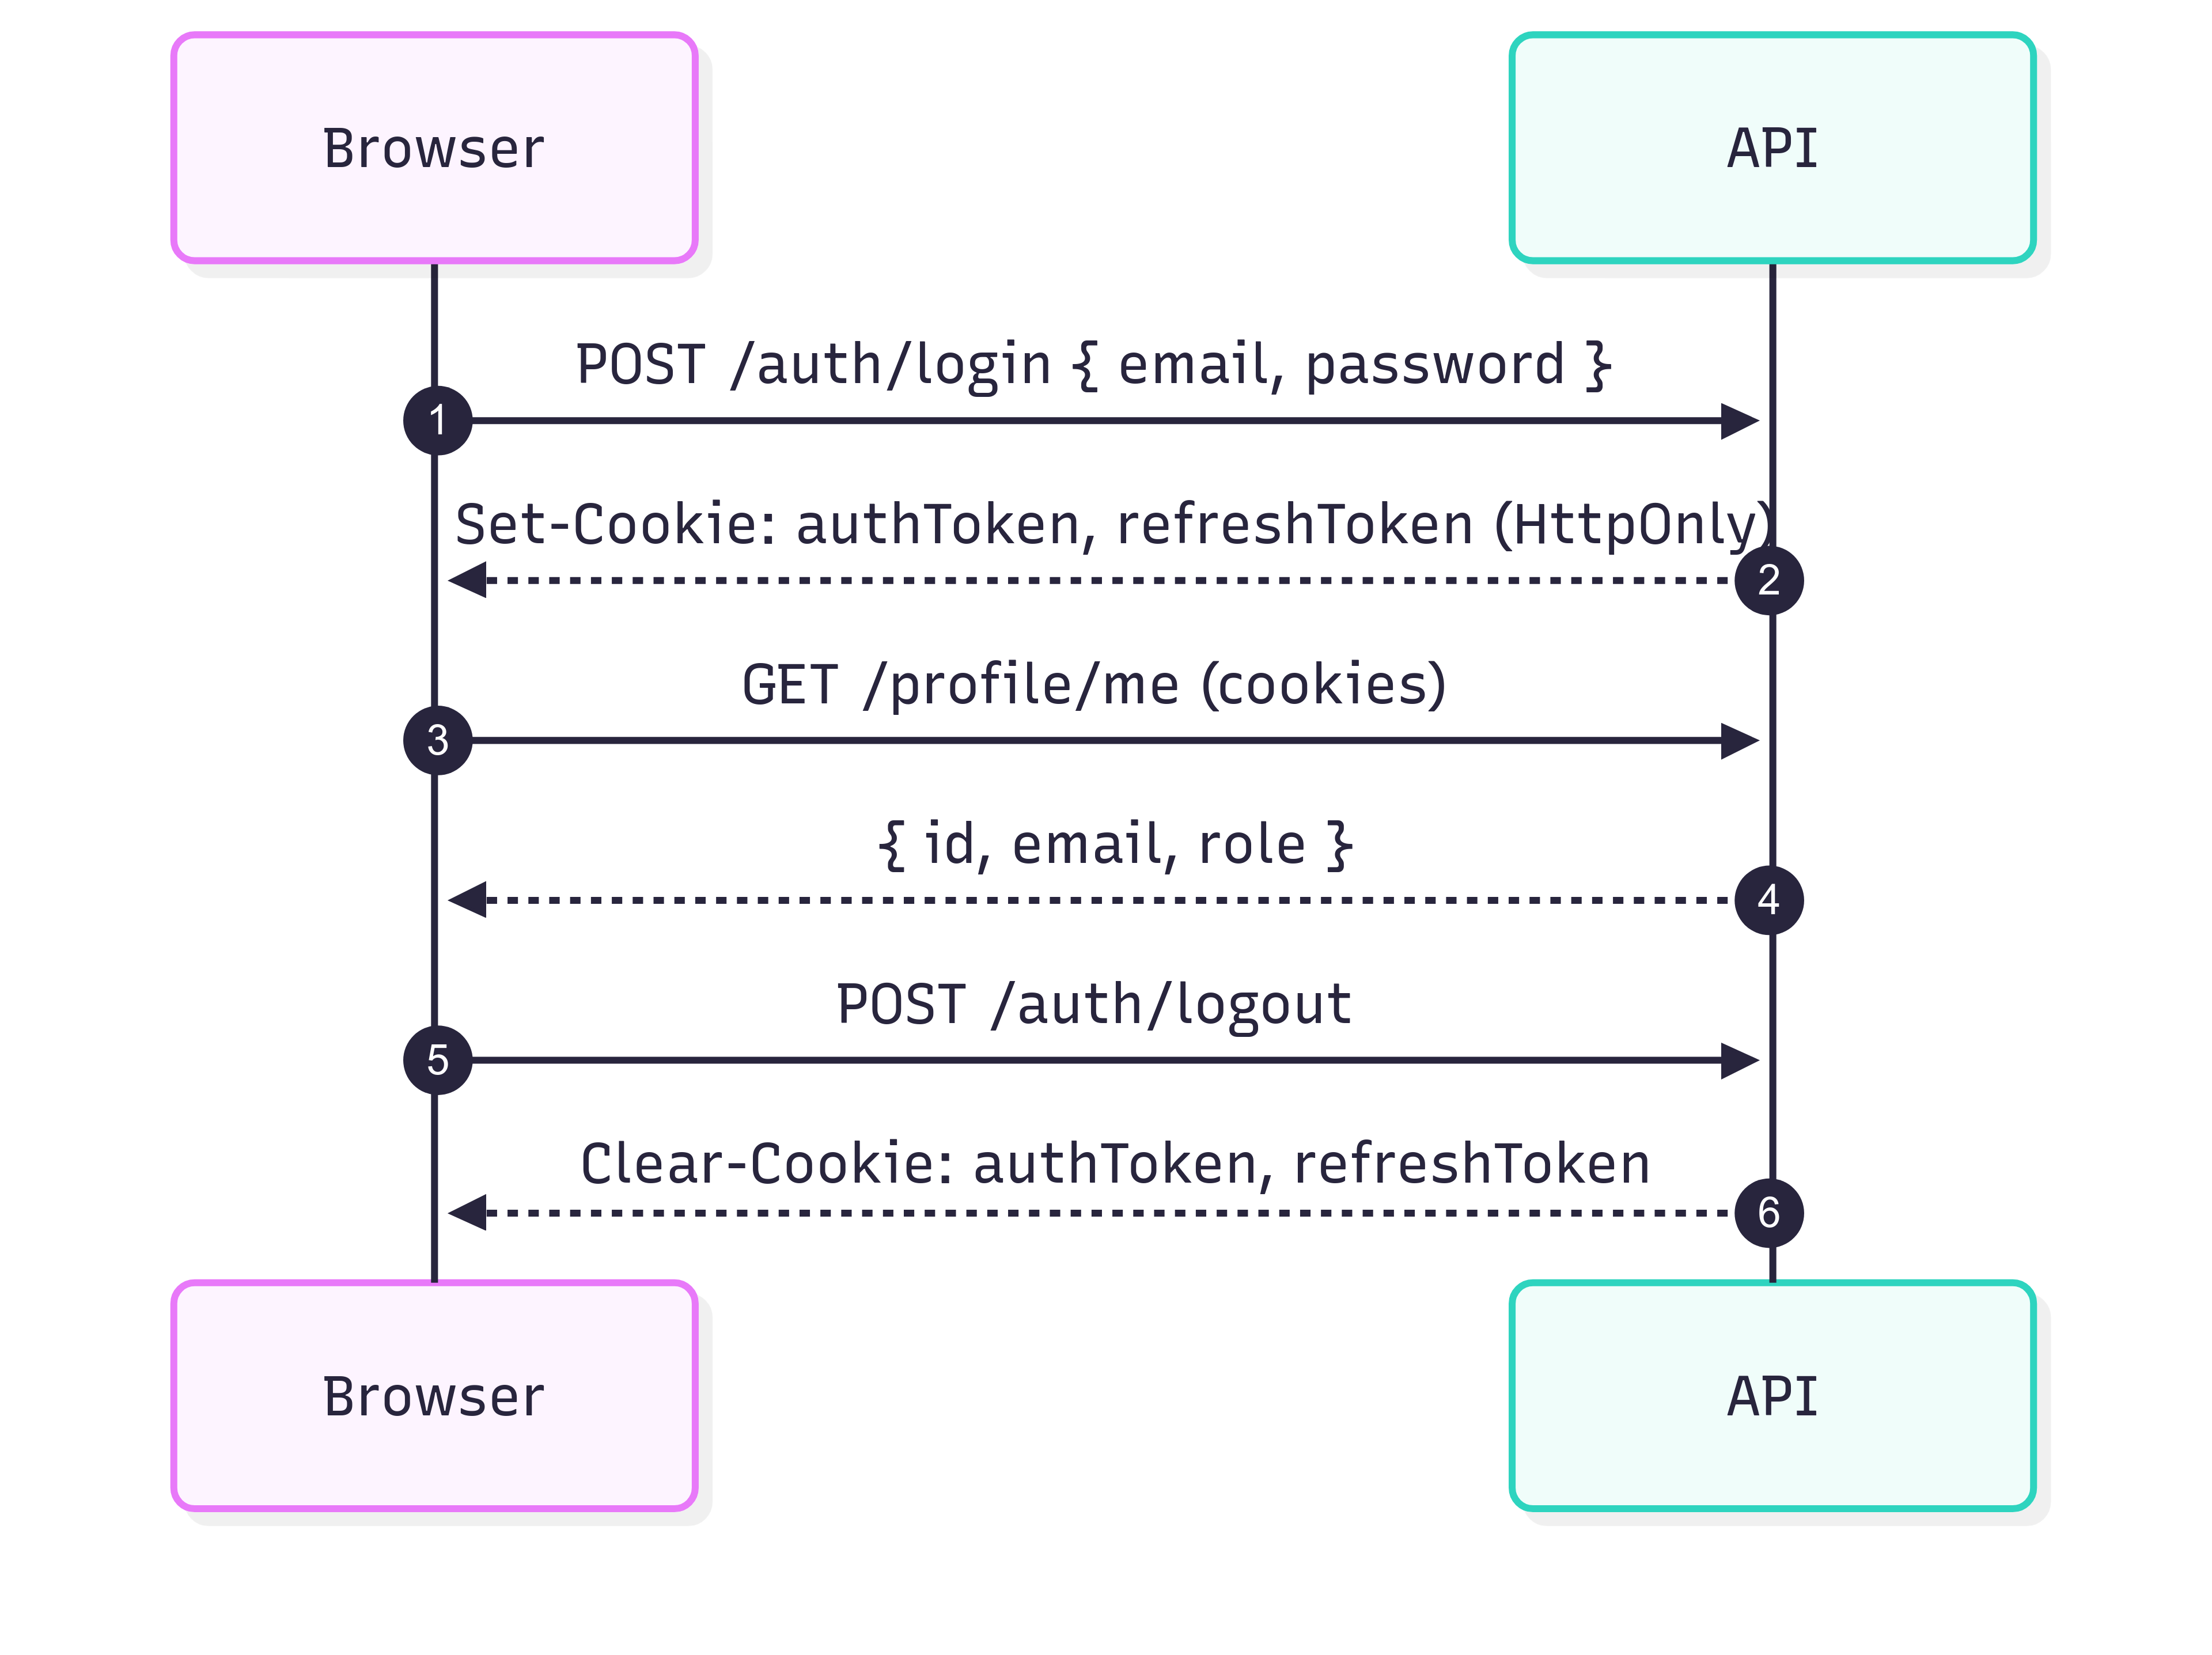 Browser
API
POST /auth/login { email, password }
1
Set-Cookie: authToken, refreshToken (HttpOnly)
2
GET /profile/me (cookies)
3
{ id, email, role }
4
POST /auth/logout
5
Clear-Cookie: authToken, refreshToken
6
Browser
API